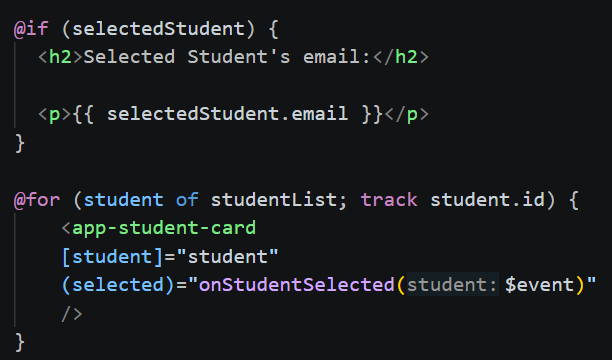 @if (selectedStudent) {
<h2>Selected Student's email:</h2>
<p>{{ selectedStudent.email }}</p>
}
@for (student of studentList; track student.id) {
<app-student-card
[student]="student"
(selected)="onStudentSelected(student: $event)"
/>
}